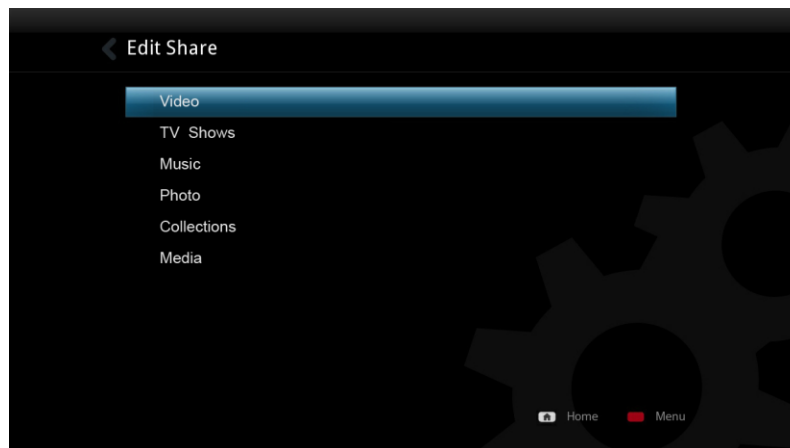 Edit Share
Video
TV Shows
Music
Photo
Collections
Media
Home Menu